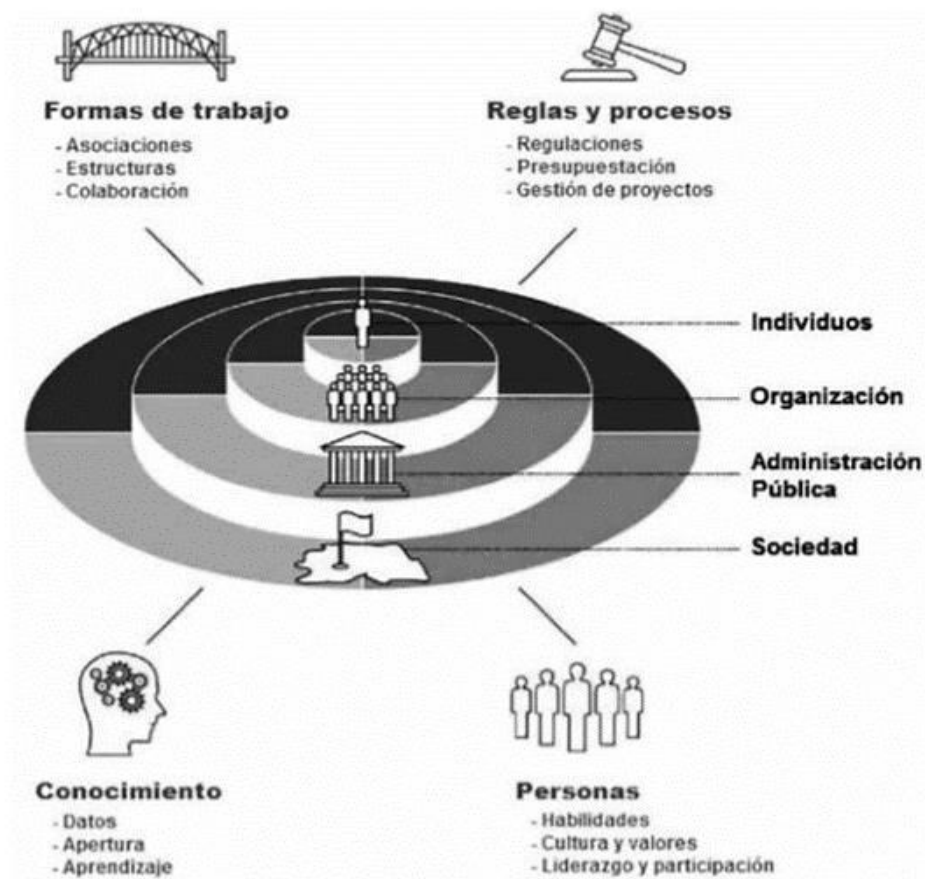 Formas de trabajo
- Asociaciones
- Estructuras
- Colaboración
Reglas y procesos
- Regulaciones
- Presupuestación
- Gestión de proyectos
Individuos
Organización
Administración
Pública
Sociedad
Conocimiento
- Datos
- Apertura
- Aprendizaje
Personas
- Habilidades
- Cultura y valores
- Liderazgo y participación